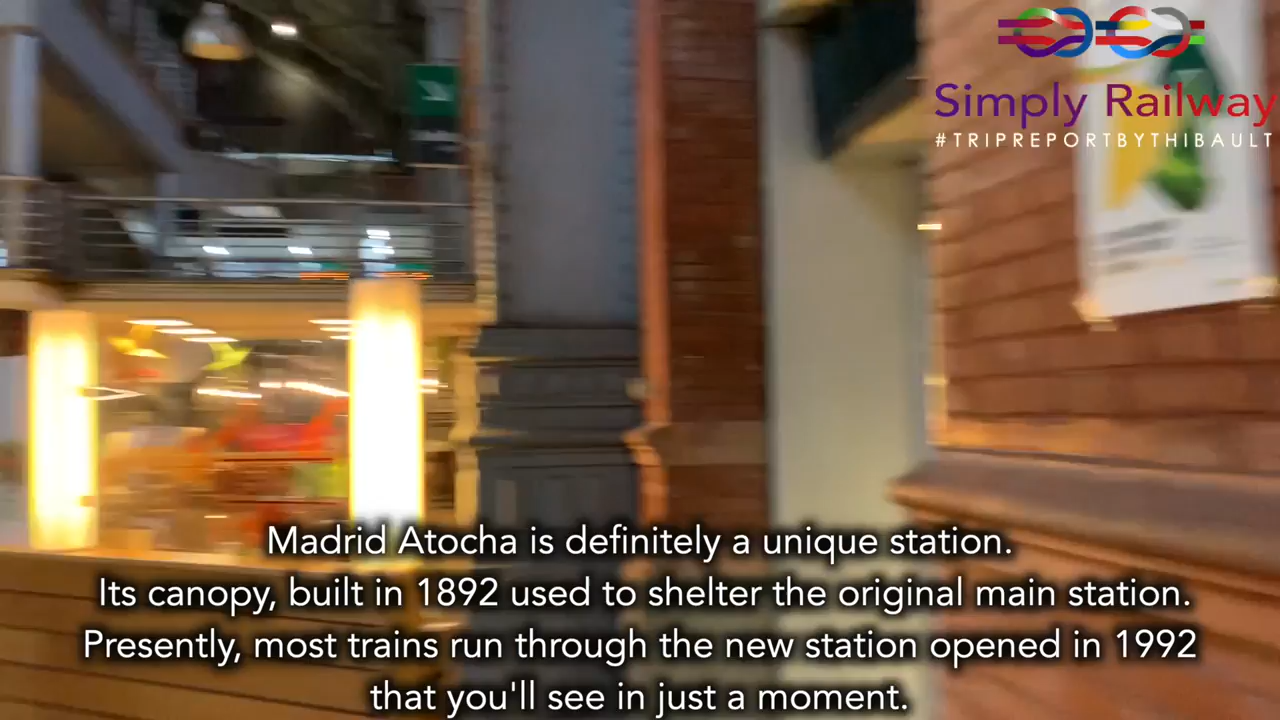 Simply Railway
#TRIPREPORTBYTHIBAULT
Madrid Atocha is definitely a unique station.
Its canopy, built in 1892 used to shelter the original main station.
Presently, most trains run through the new station opened in 1992
that you'll see in just a moment.